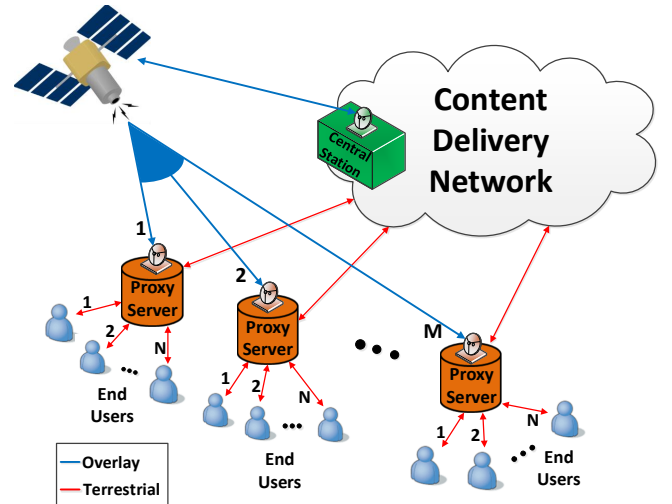 Content
Delivery
Network
Central
Station
1
2
M
Proxy
Server
Proxy
Server
Proxy
Server
1
2
...
N
End
Users
1
2
...
N
End
Users
1
2
...
N
End
Users
...
Overlay
Terrestrial